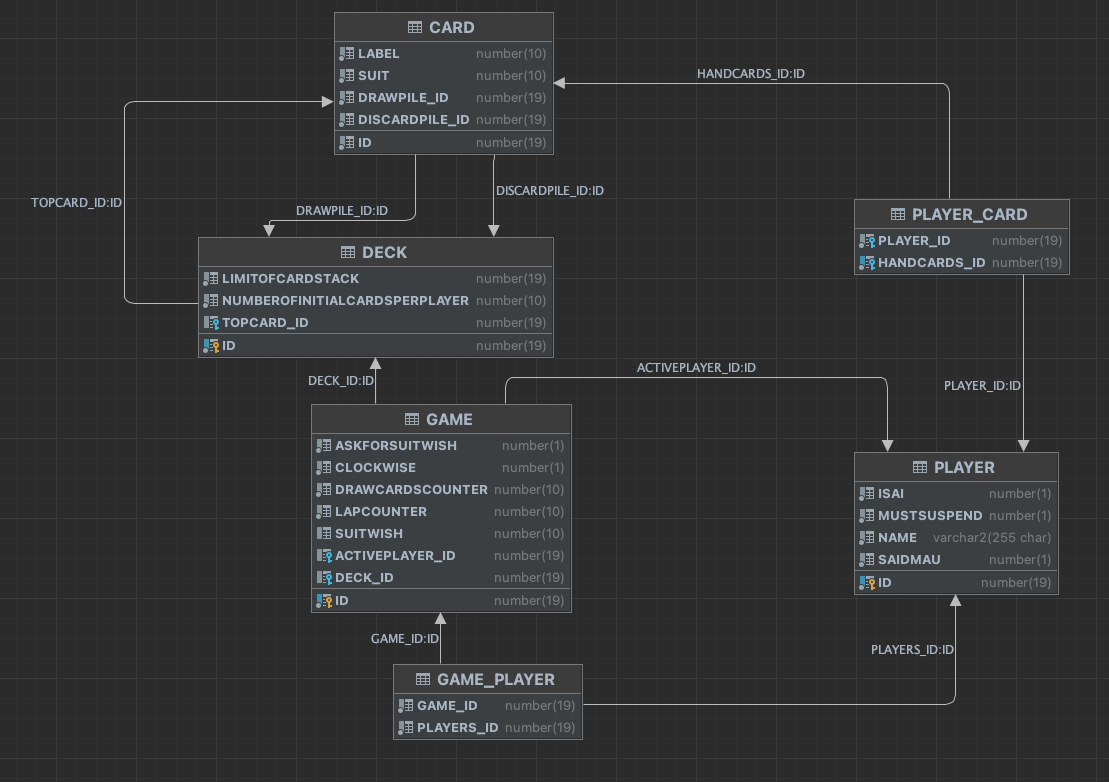 CARD
LABEL number(10)
SUIT number(10)
DRAWPILE_ID number(19)
DISCARDPILE_ID number(19)
ID number(19)
HANDCARDS_ID:ID
TOPCARD_ID:ID
DRAWPILE_ID:ID
DISCARDPILE_ID:ID
PLAYER_CARD
PLAYER_ID number(19)
HANDCARDS_ID number(19)
DECK
LIMITOFCARDSTACK number(19)
NUMBEROFINITIALCARDSPERPLAYER number(10)
TOPCARD_ID number(19)
ID number(19)
DECK_ID:ID
ACTIVEPLAYER_ID:ID
PLAYER_ID:ID
GAME
ASKFORSUITWISH number(1)
CLOCKWISE number(1)
DRAWCARDSCOUNTER number(10)
LAPCOUNTER number(10)
SUITWISH number(10)
ACTIVEPLAYER_ID number(19)
DECK_ID number(19)
ID number(19)
PLAYER
ISAI number(1)
MUSTSUSPEND number(1)
NAME varchar2(255 char)
SAIDMAU number(1)
ID number(19)
GAME_ID:ID
PLAYERS_ID:ID
GAME_PLAYER
GAME_ID number(19)
PLAYERS_ID number(19)